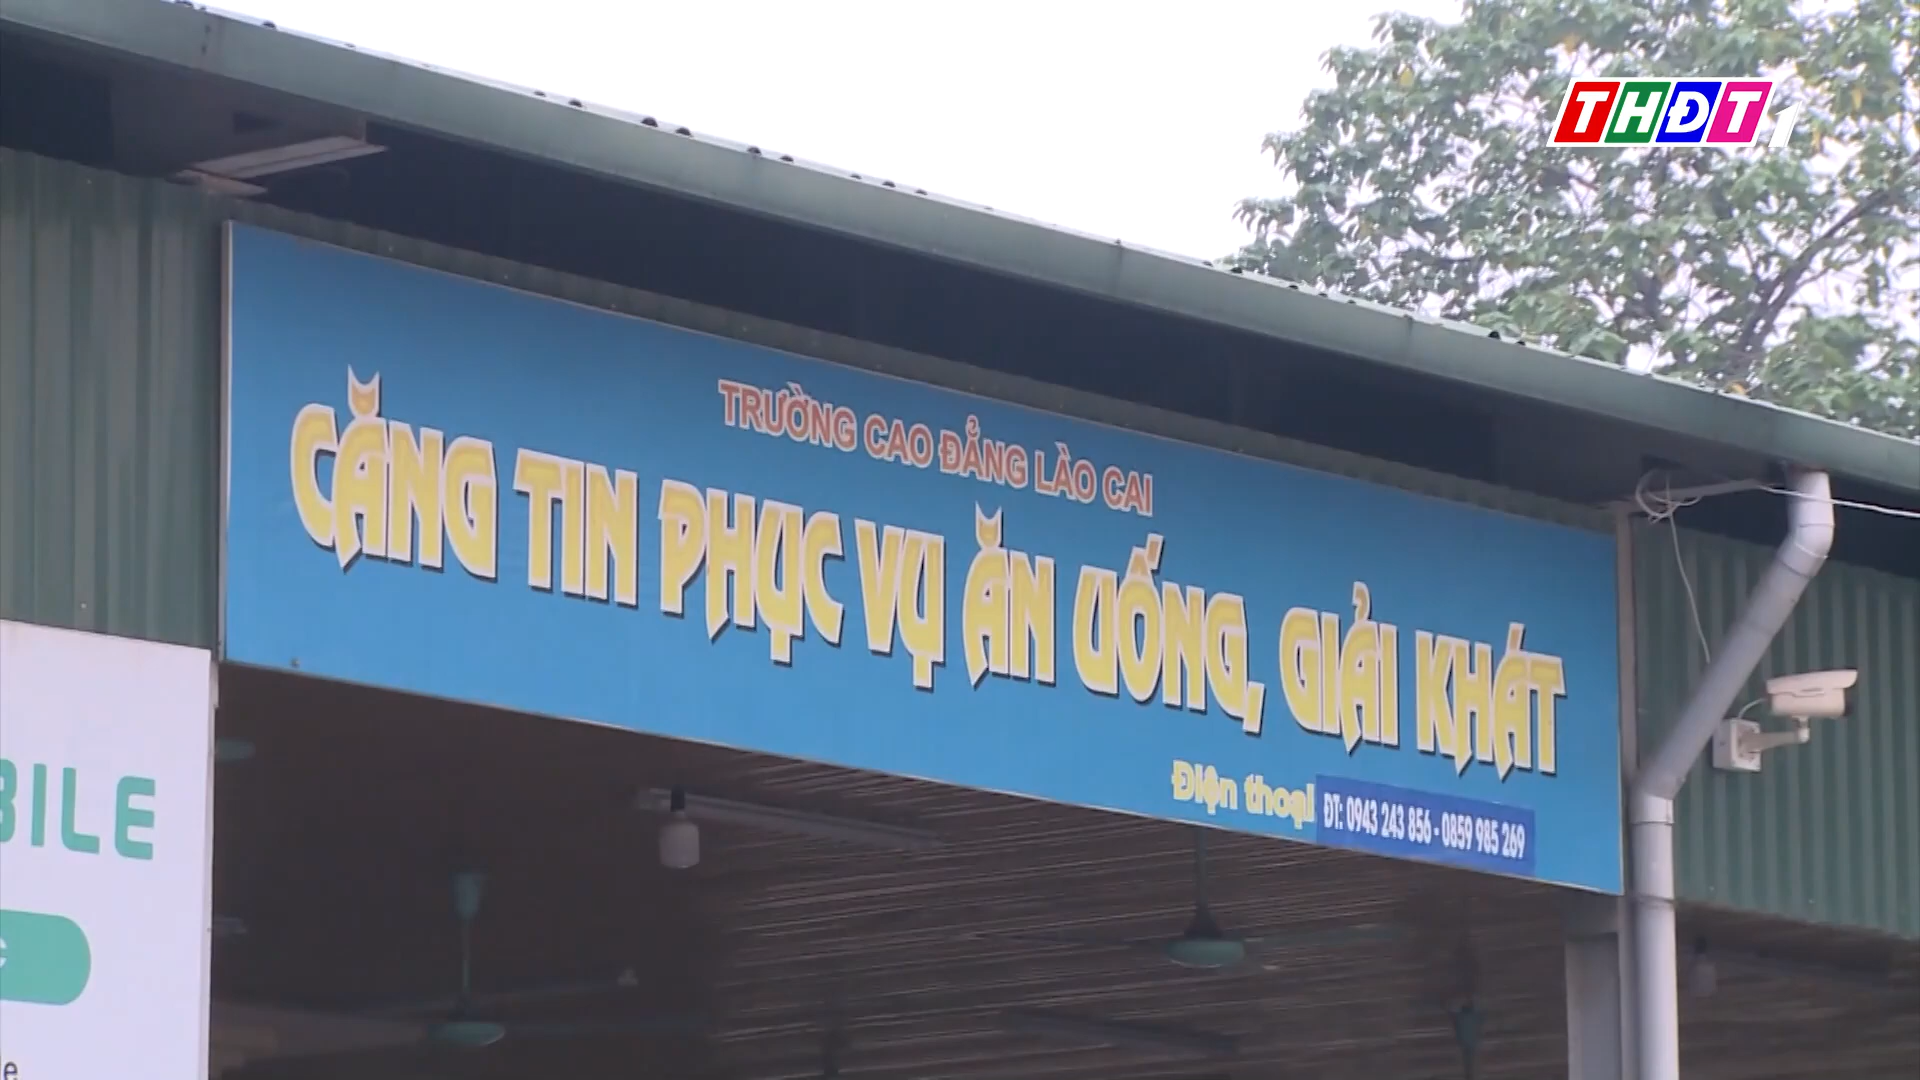 THĐT1
TRƯỜNG CAO ĐẲNG LÀO CAI
CĂNG TIN PHỤC VỤ ĂN UỐNG, GIẢI KHÁT
Điện thoại ĐT: 0943 243 856 - 0859 985 269
BILE